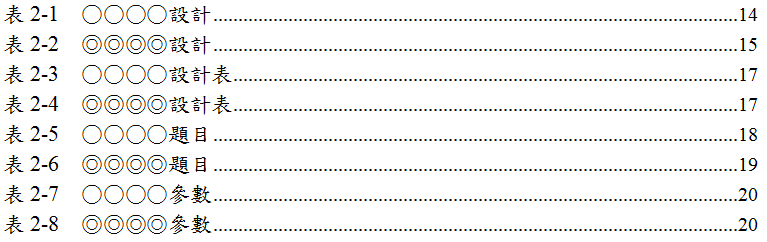 表 2-1 ○○○○設計........................................14
表 2-2 ◎◎◎◎設計........................................15
表 2-3 ○○○○設計表........................................17
表 2-4 ◎◎◎◎設計表........................................17
表 2-5 ○○○○題目........................................18
表 2-6 ◎◎◎◎題目........................................19
表 2-7 ○○○○參數........................................20
表 2-8 ◎◎◎◎參數........................................20